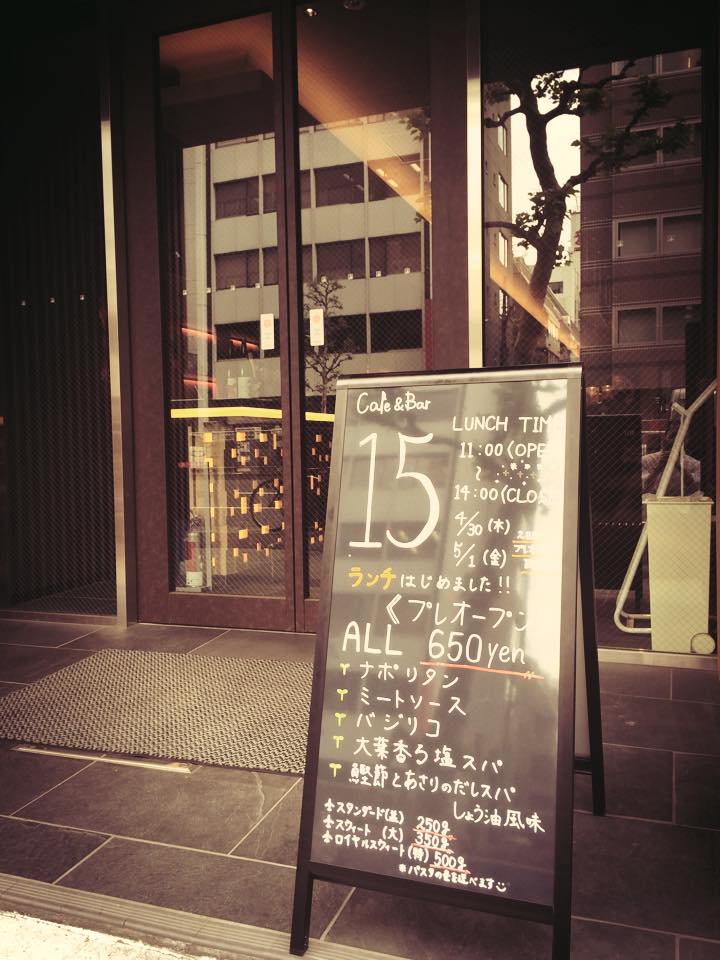 Cafe & Bar
15
LUNCH TIM
11:00 (OPE
〜
14:00 (CLOS
4/30 (木)
5/1 (金)
ランチはじめました!!
《プレオープン
ALL 650yen
ナポリタン
ミートソース
バジリコ
大葉香る塩スパ
鰹節とあさりのだしスパ
しょう油風味
スタンダード(並) 250g
スウィート (大) 350g
ロイヤルスウィート(特) 500g
*パスタの量を選べます